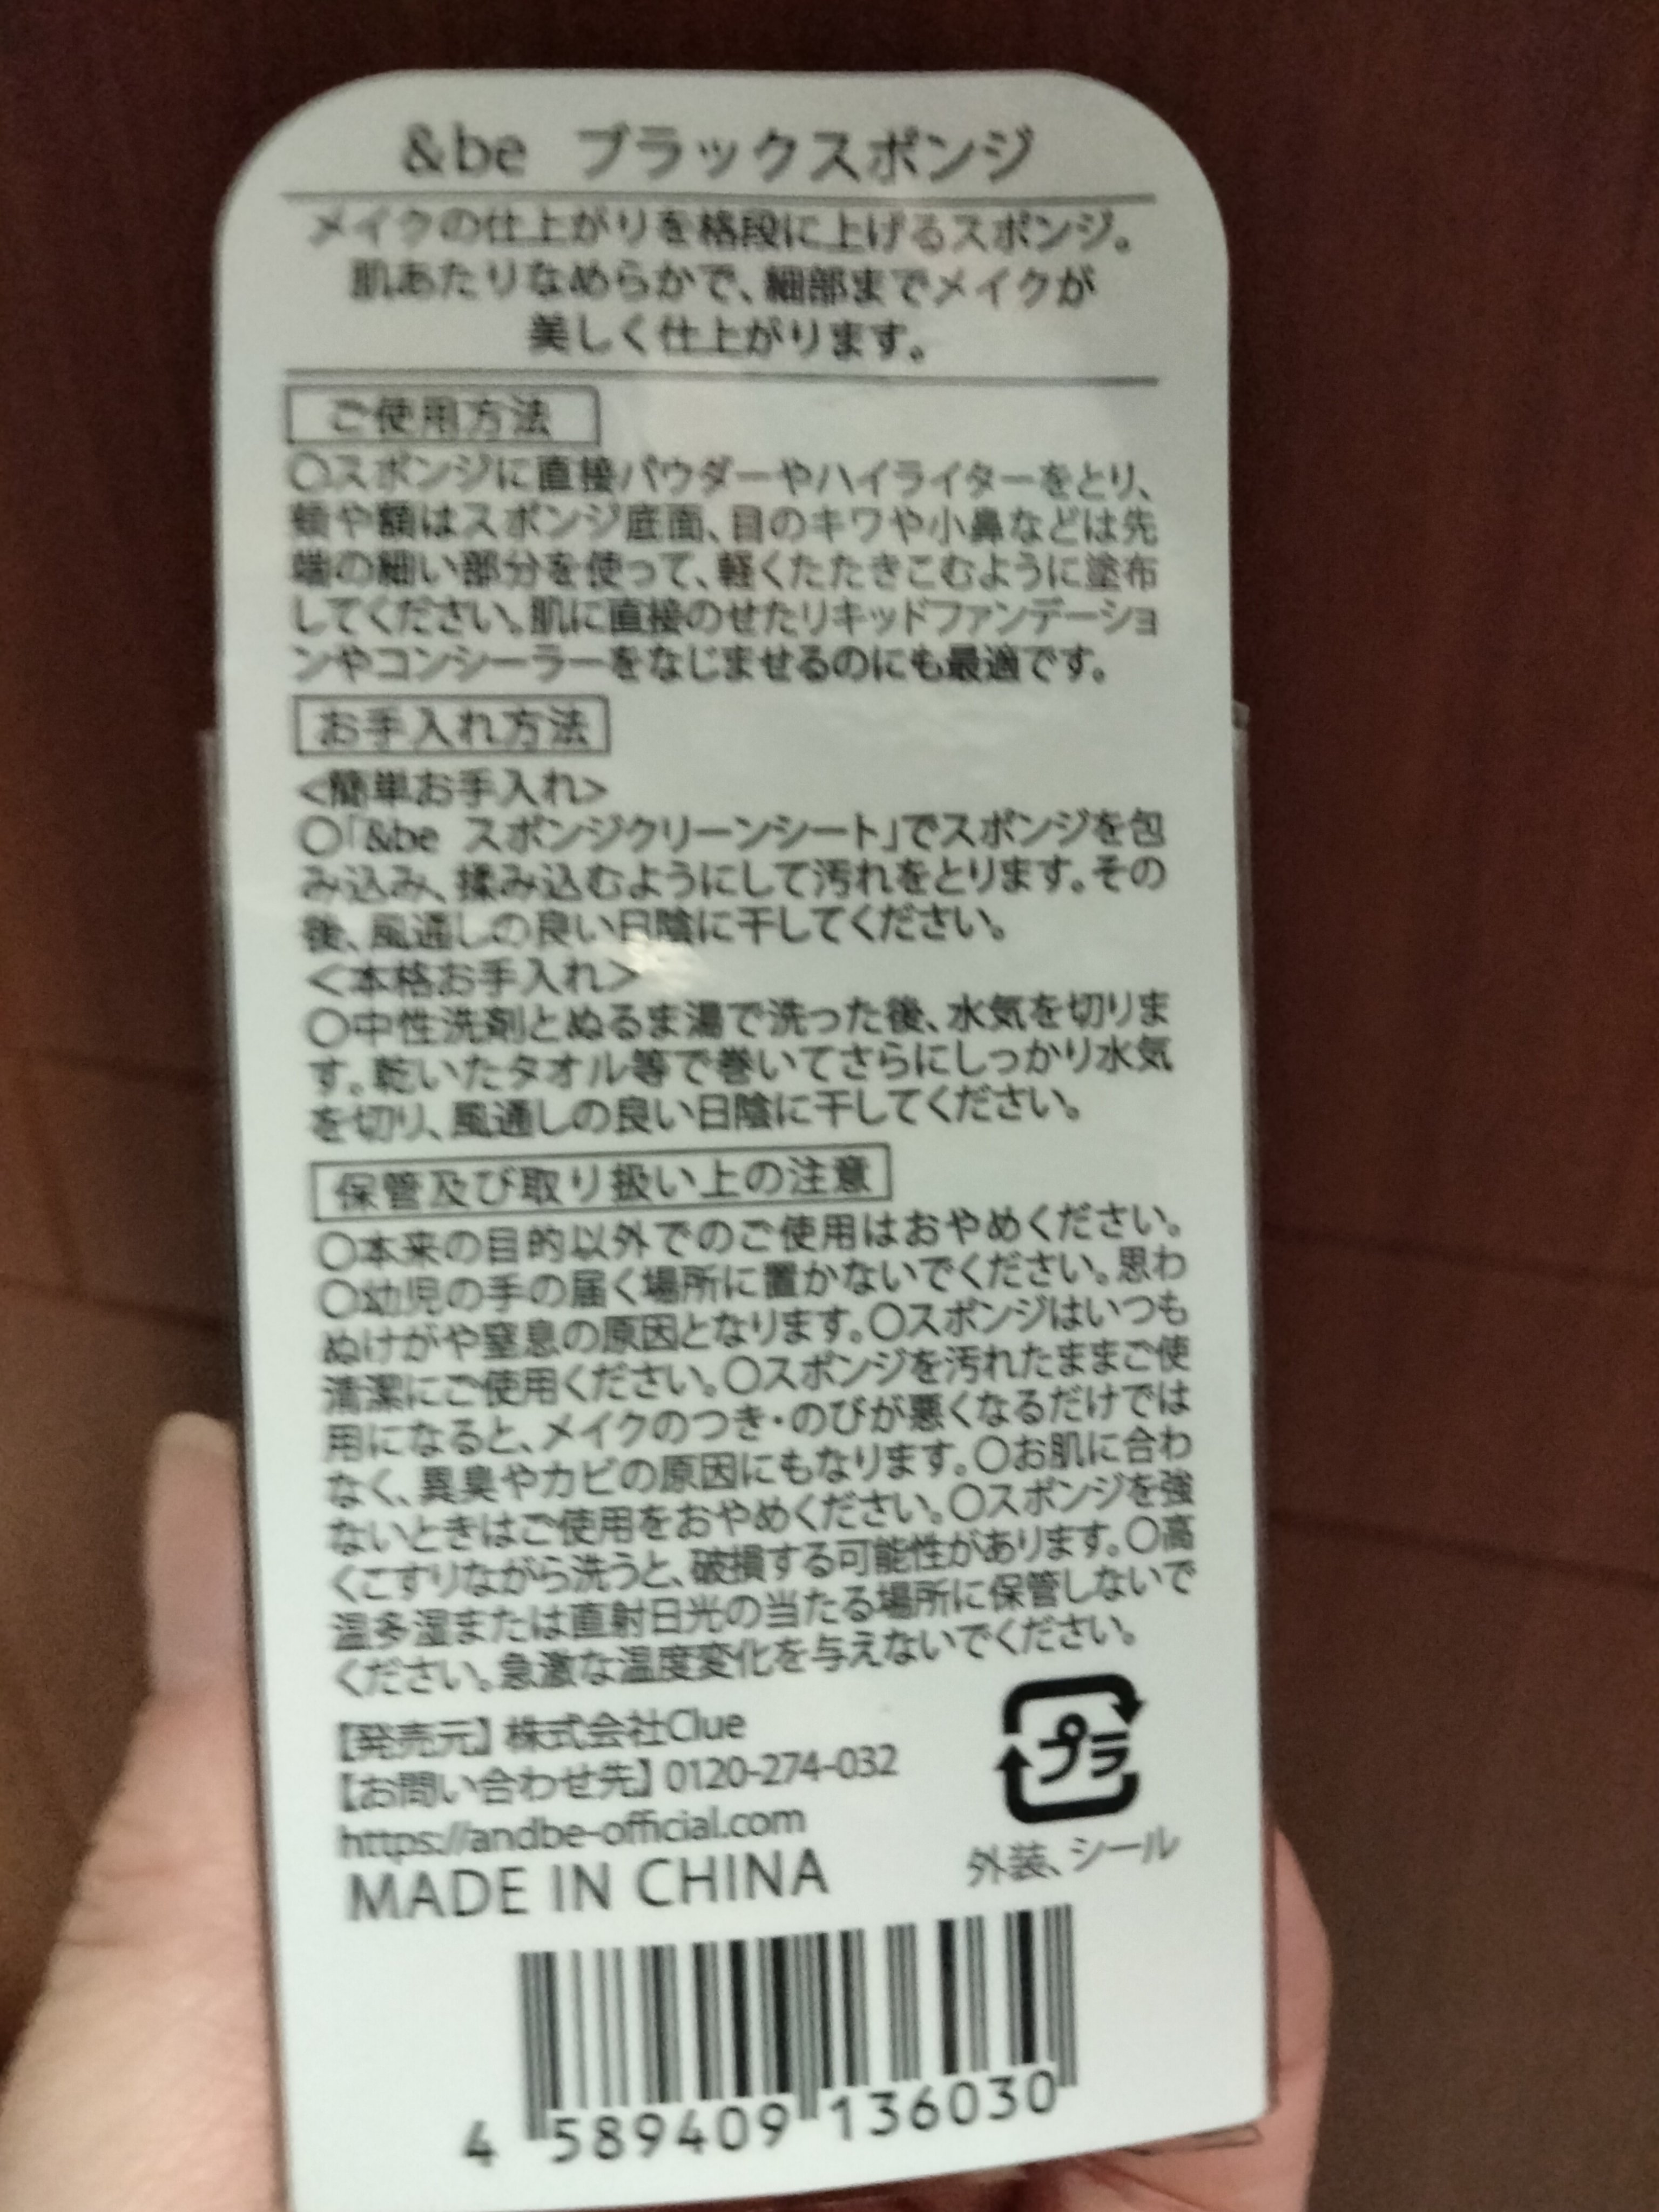 &be ブラックスポンジ
メイクの仕上がりを格段に上げるスポンジ。
肌あたりなめらかで、細部までメイクが
美しく仕上がります。
ご使用方法
〇スポンジに直接パウダーやハイライターをとり、
頬や額はスポンジ底面、目のキワや小鼻などは先
端の細い部分を使って、軽くたたきこむように塗布
してください。肌に直接のせたリキッドファンデーショ
ンやコンシーラーをなじませるのにも最適です。
お手入れ方法
<簡単お手入れ>
〇「&be スポンジクリーンシート」でスポンジを包
み込み、揉み込むようにして汚れをとります。その
後、風通しの良い日陰に干してください。
<本格お手入れ>
〇中性洗剤とぬるま湯で洗った後、水気を切りま
す。乾いたタオル等で巻いてさらにしっかり水気
を切り、風通しの良い日陰に干してください。
保管及び取り扱い上の注意
〇本来の目的以外でのご使用はおやめください。
〇幼児の手の届く場所に置かないでください。思わ
ぬけがや窒息の原因となります。〇スポンジはいつも
清潔にご使用ください。〇スポンジを汚れたままご使
用になると、メイクのつき・のびが悪くなるだけでは
なく、異臭やカビの原因にもなります。〇お肌に合わ
ないときはご使用をおやめください。〇スポンジを強
くこすりながら洗うと、破損する可能性があります。〇高
温多湿または直射日光の当たる場所に保管しないで
ください。急激な温度変化を与えないでください。
【発売元】株式会社Clue
【お問い合わせ先】0120-274-032
https://andbe-official.com
MADE IN CHINA
プラ
外装、シール
4 589409 136030